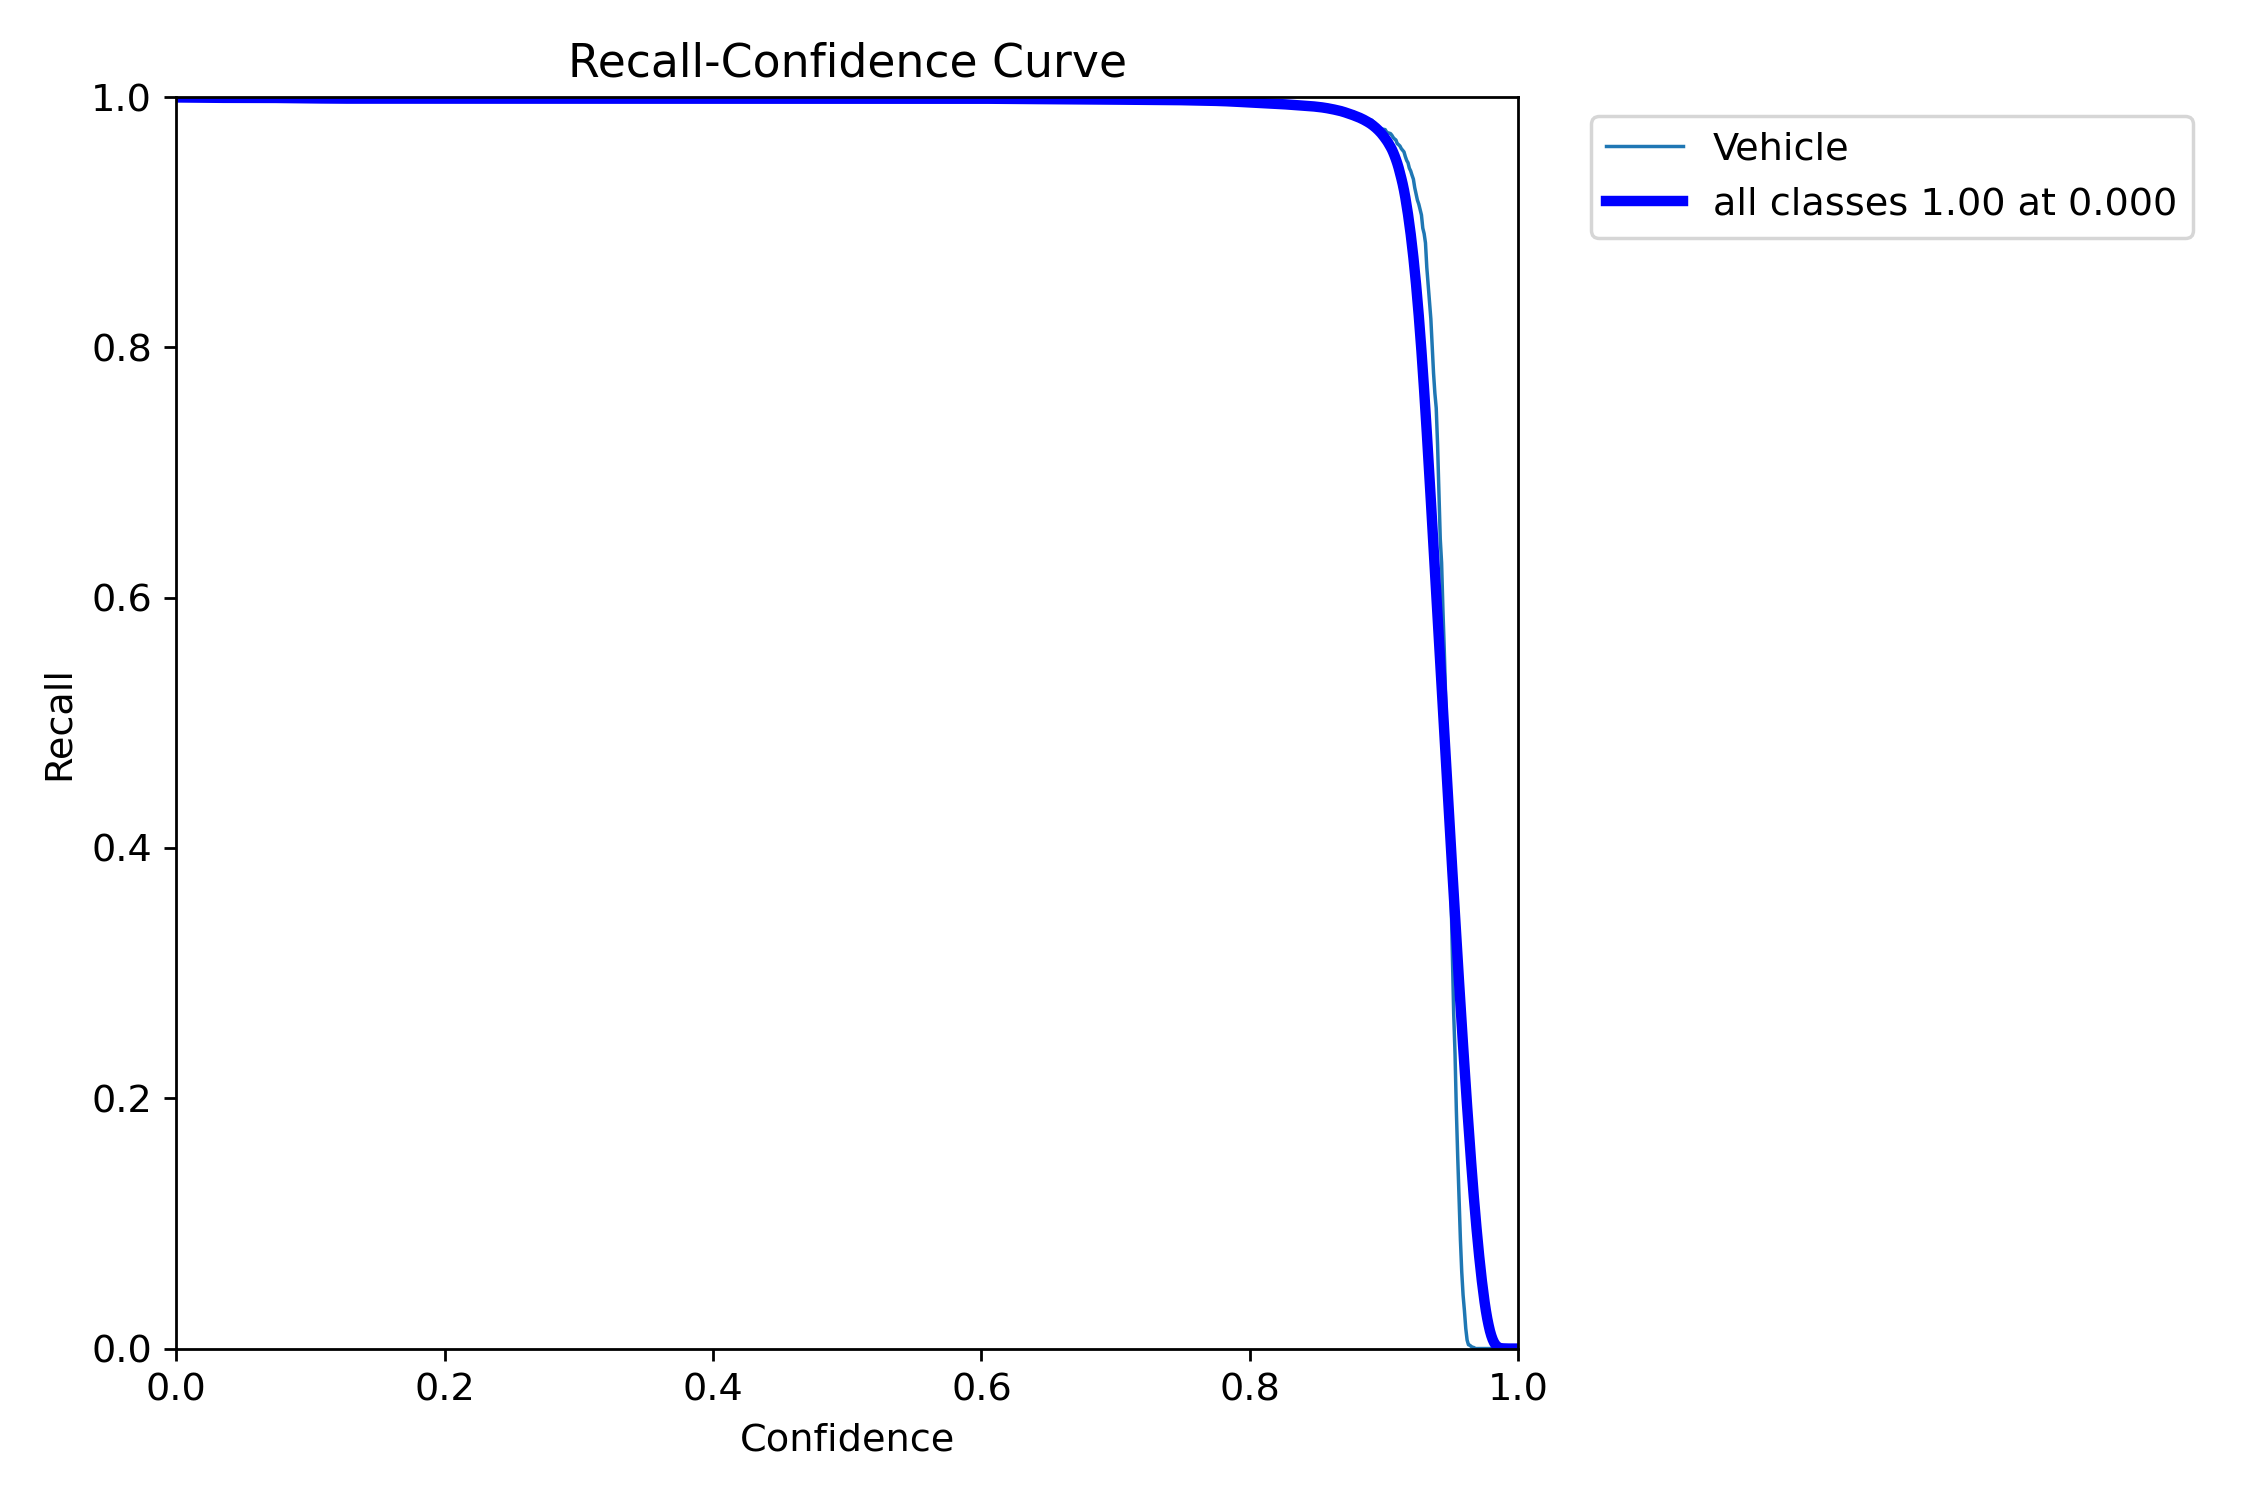 Recall-Confidence Curve
Vehicle
all classes 1.00 at 0.000
Recall
1.0
0.8
0.6
0.4
0.2
0.0
0.0 0.2 0.4 0.6 0.8 1.0
Confidence